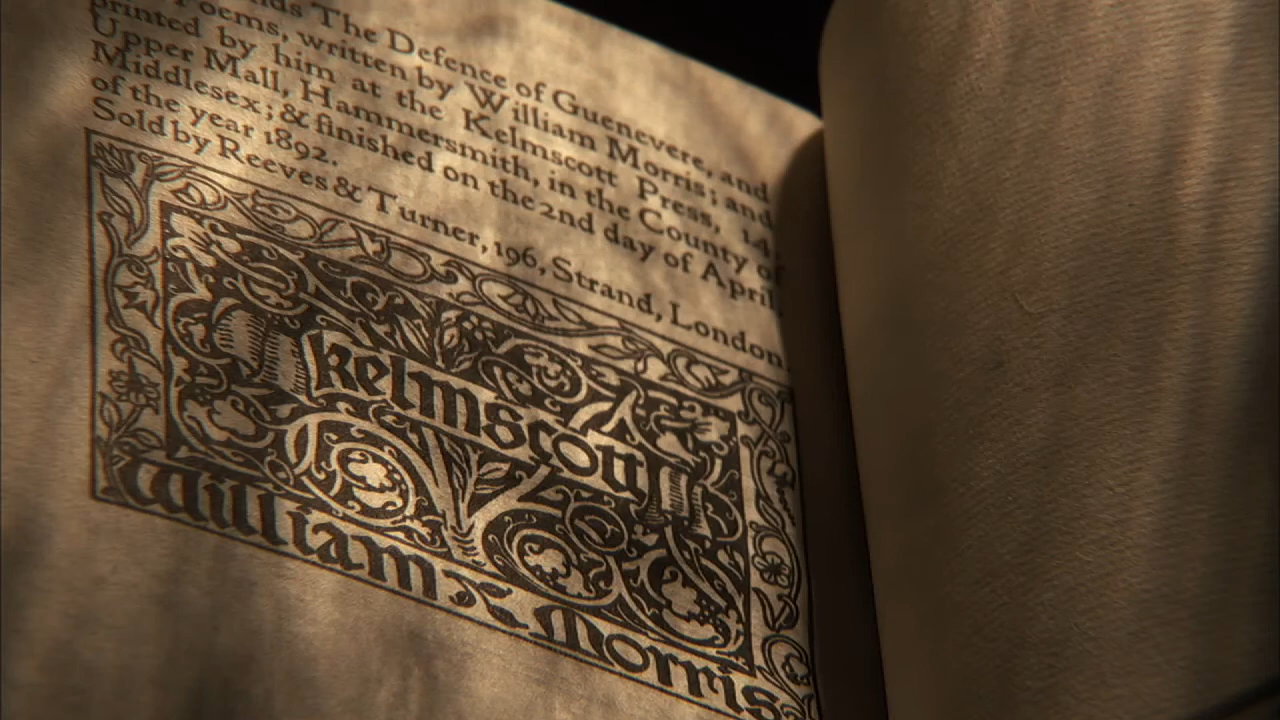 The Defence of Guenevere, and
Poems, written by William Morris; and
printed by him at the Kelmscott Press, 14,
Upper Mall, Hammersmith, in the County of
Middlesex; & finished on the 2nd day of April,
of the year 1892.
Sold by Reeves & Turner, 196, Strand, London.
kelmscott
William Morris